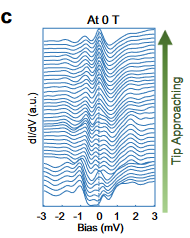 c
At 0 T
dI/dV (a.u.)
Tip Approaching
-3 -2 -1 0 1 2 3
Bias (mV)